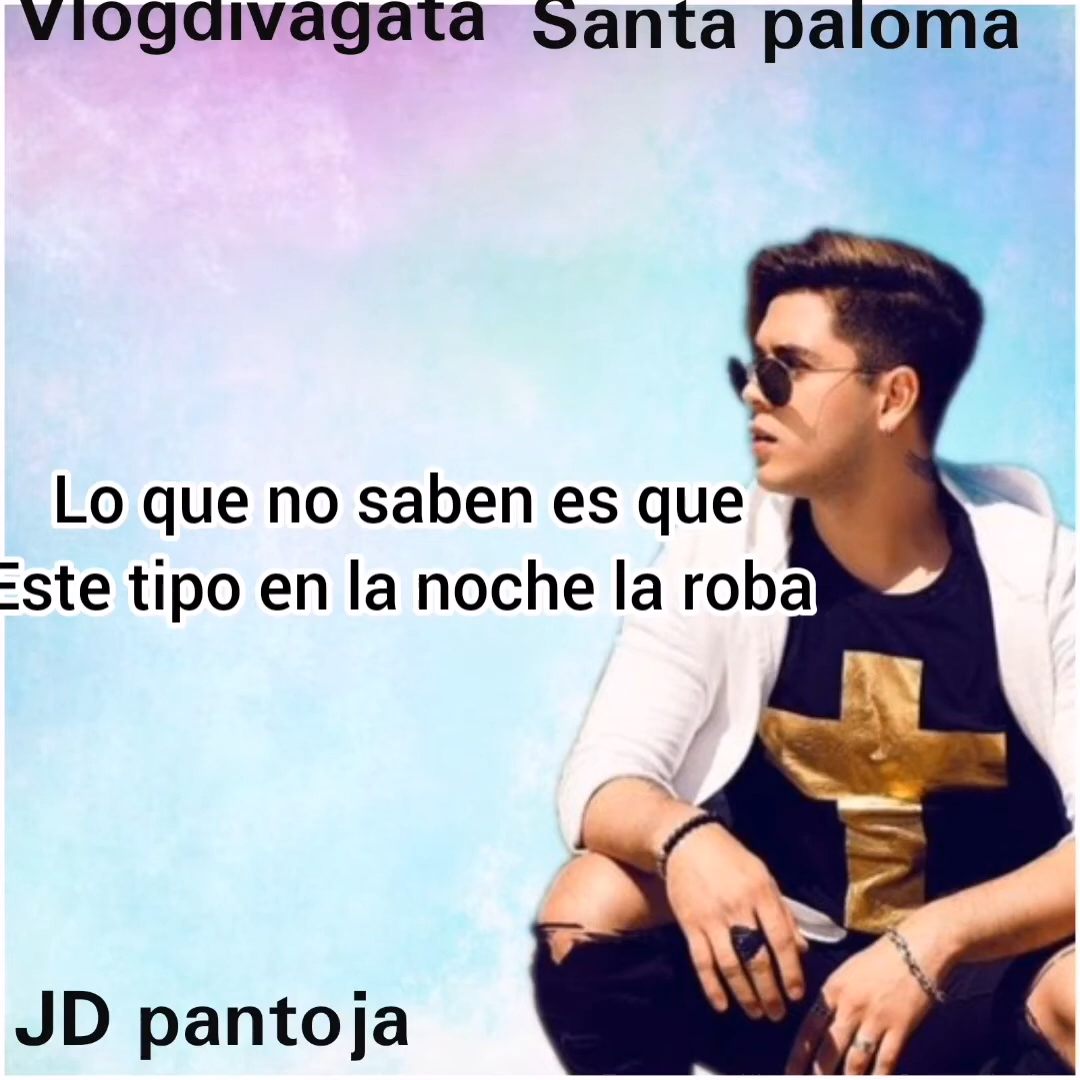 Vlogdivagata Santa paloma
Lo que no saben es que
Este tipo en la noche la roba
JD pantoja